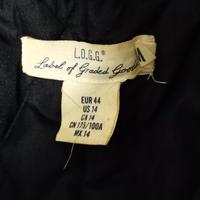 L.O.G.G.®
Label of Graded Goods
EUR 44
US 14
CA 14
CN 175/100A
MX 14